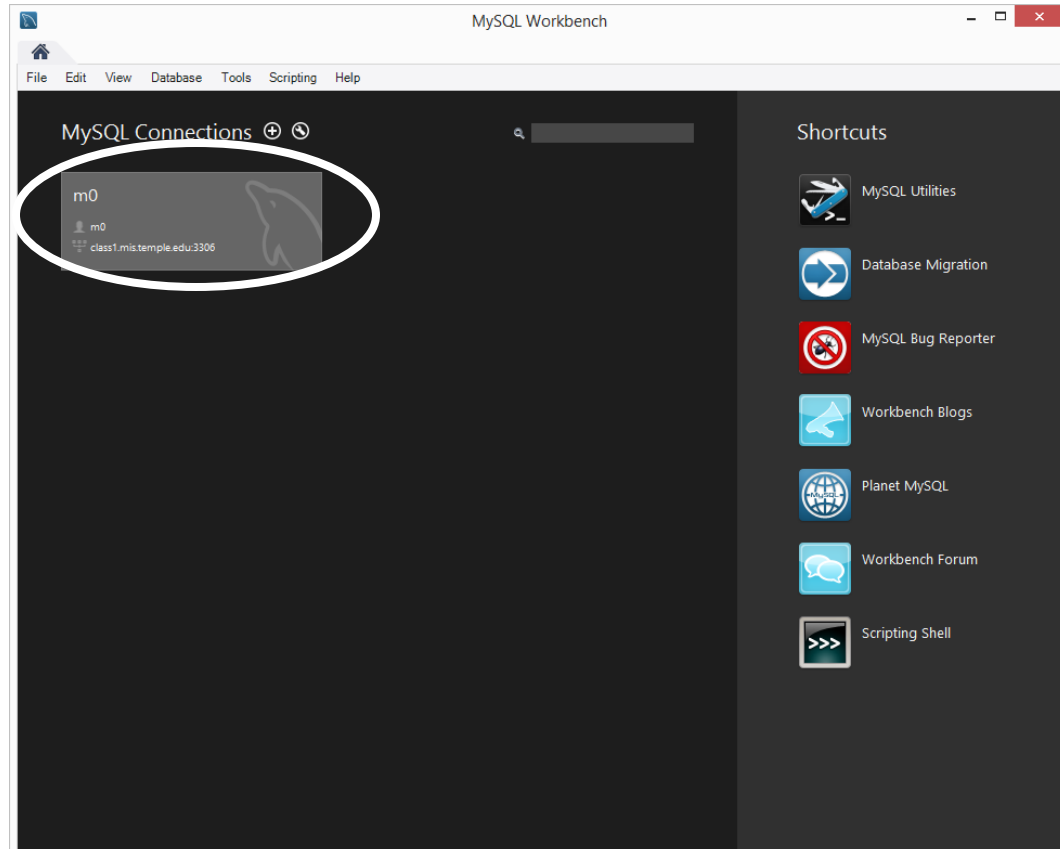 MySQL Workbench
File Edit View Database Tools Scripting Help
MySQL Connections
m0
m0
class1.mis.temple.edu:3306
Shortcuts
MySQL Utilities
Database Migration
MySQL Bug Reporter
Workbench Blogs
MySQL
Planet MySQL
Workbench Forum
>>>
Scripting Shell